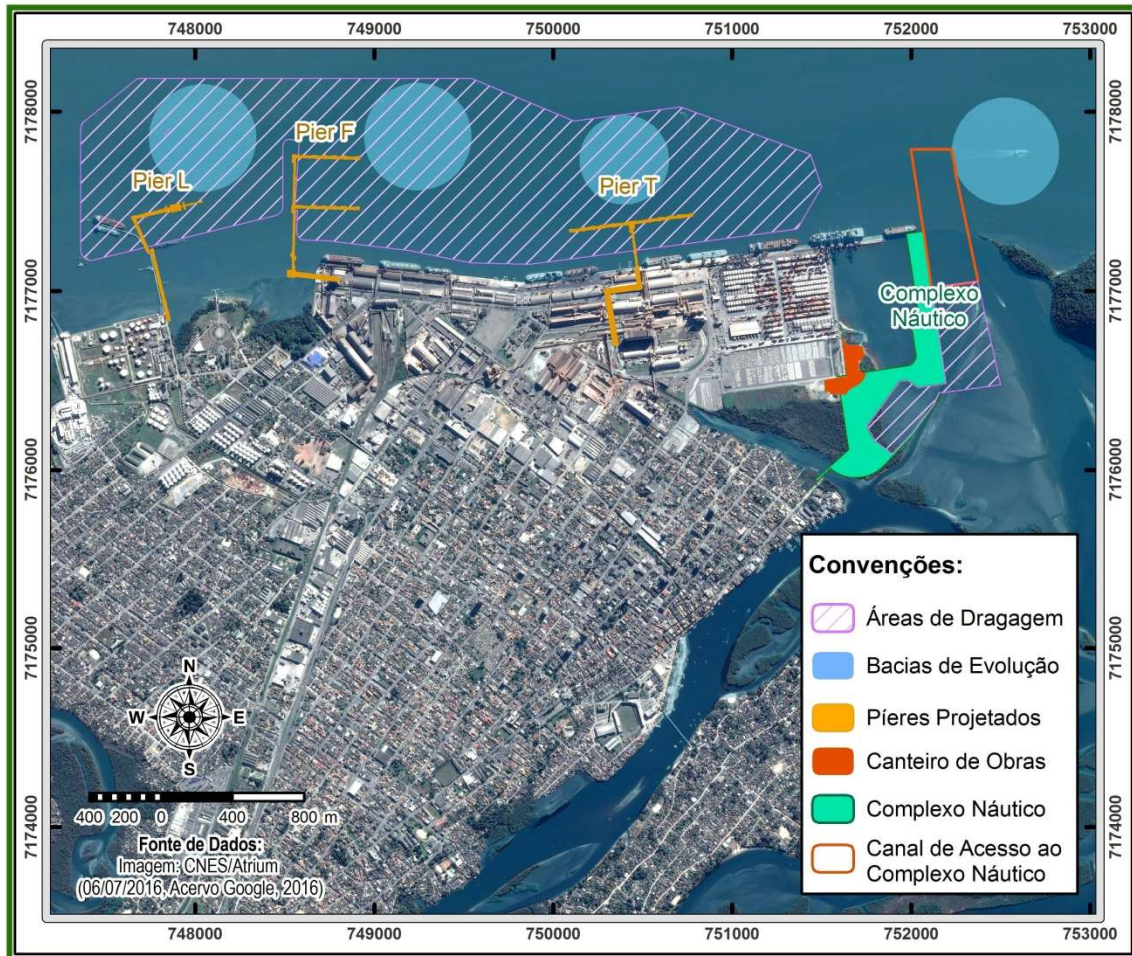 748000 749000 750000 751000 752000 753000
7178000
7178000
Pier F
Pier L
Pier T
7177000
7177000
Complexo
Náutico
7176000
7176000
Convenções:
Áreas de Dragagem
Bacias de Evolução
Píeres Projetados
Canteiro de Obras
Complexo Náutico
Canal de Acesso ao
Complexo Náutico
7175000
7175000
N
W E
S
400 200 0 400 800 m
7174000
7174000
Fonte de Dados:
Imagem: CNES/Atrium
(06/07/2016, Acervo Google, 2016)
748000 749000 750000 751000 752000 753000